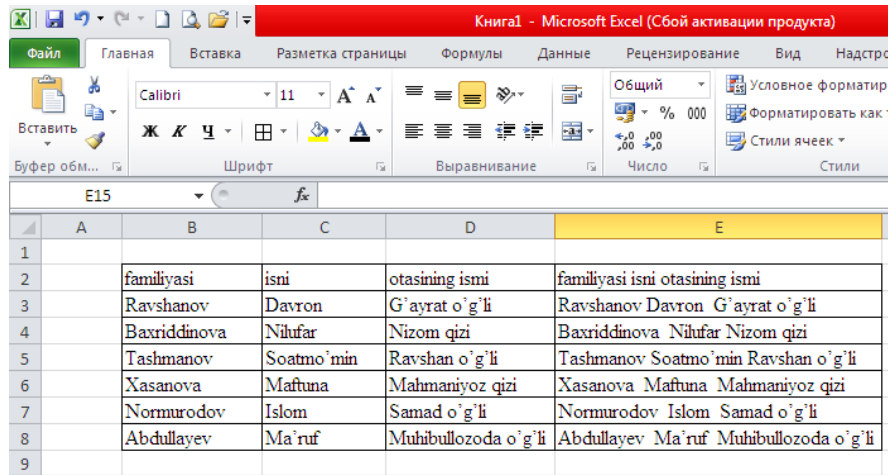 Книга1 - Microsoft Excel (Сбой активации продукта)
Файл Главная Вставка Разметка страницы Формулы Данные Рецензирование Вид Надстро
Calibri 11 А А Общий Условное форматир
Вставить Ж К Ч % 000 Форматировать как
,0 ,00 ,00 ,0 Стили ячеек
Буфер обм... Шрифт Выравнивание Число Стили
E15 fx
A B C D E
1
2 familiyasi isni otasining ismi familiyasi isni otasining ismi
3 Ravshanov Davron G’ayrat o’g’li Ravshanov Davron G’ayrat o’g’li
4 Baxriddinova Nilufar Nizom qizi Baxriddinova Nilufar Nizom qizi
5 Tashmanov Soatmo’min Ravshan o’g’li Tashmanov Soatmo’min Ravshan o’g’li
6 Xasanova Maftuna Mahmaniyoz qizi Xasanova Maftuna Mahmaniyoz qizi
7 Normurodov Islom Samad o’g’li Normurodov Islom Samad o’g’li
8 Abdullayev Ma’ruf Muhibullozoda o’g’li Abdullayev Ma’ruf Muhibullozoda o’g’li
9